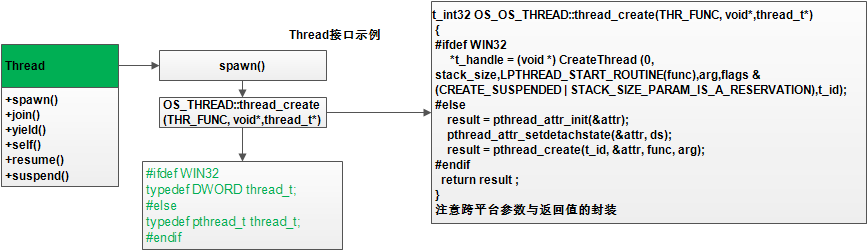 Thread接口示例
Thread
+spawn()
+join()
+yield()
+self()
+resume()
+suspend()
spawn()
OS_THREAD::thread_create
(THR_FUNC, void*,thread_t*)
#ifdef WIN32
typedef DWORD thread_t;
#else
typedef pthread_t thread_t;
#endif
t_int32 OS_OS_THREAD::thread_create(THR_FUNC, void*,thread_t*)
{
#ifdef WIN32
*t_handle = (void *) CreateThread (0,
stack_size,LPTHREAD_START_ROUTINE(func),arg,flags &
(CREATE_SUSPENDED | STACK_SIZE_PARAM_IS_A_RESERVATION),t_id);
#else
result = pthread_attr_init(&attr);
pthread_attr_setdetachstate(&attr, ds);
result = pthread_create(t_id, &attr, func, arg);
#endif
return result ;
}
注意跨平台参数与返回值的封装